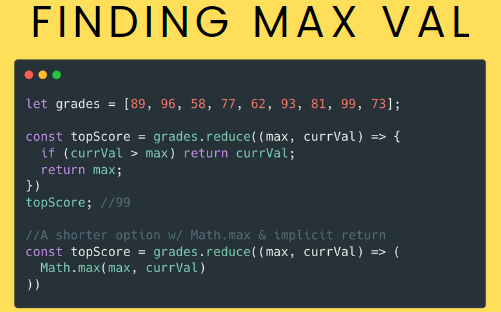 FINDING MAX VAL
let grades = [89, 96, 58, 77, 62, 93, 81, 99, 73];
const topScore = grades.reduce((max, currVal) => {
  if (currVal > max) return currVal;
  return max;
})
topScore; //99
//A shorter option w/ Math.max & implicit return
const topScore = grades.reduce((max, currVal) => (
  Math.max(max, currVal)
))